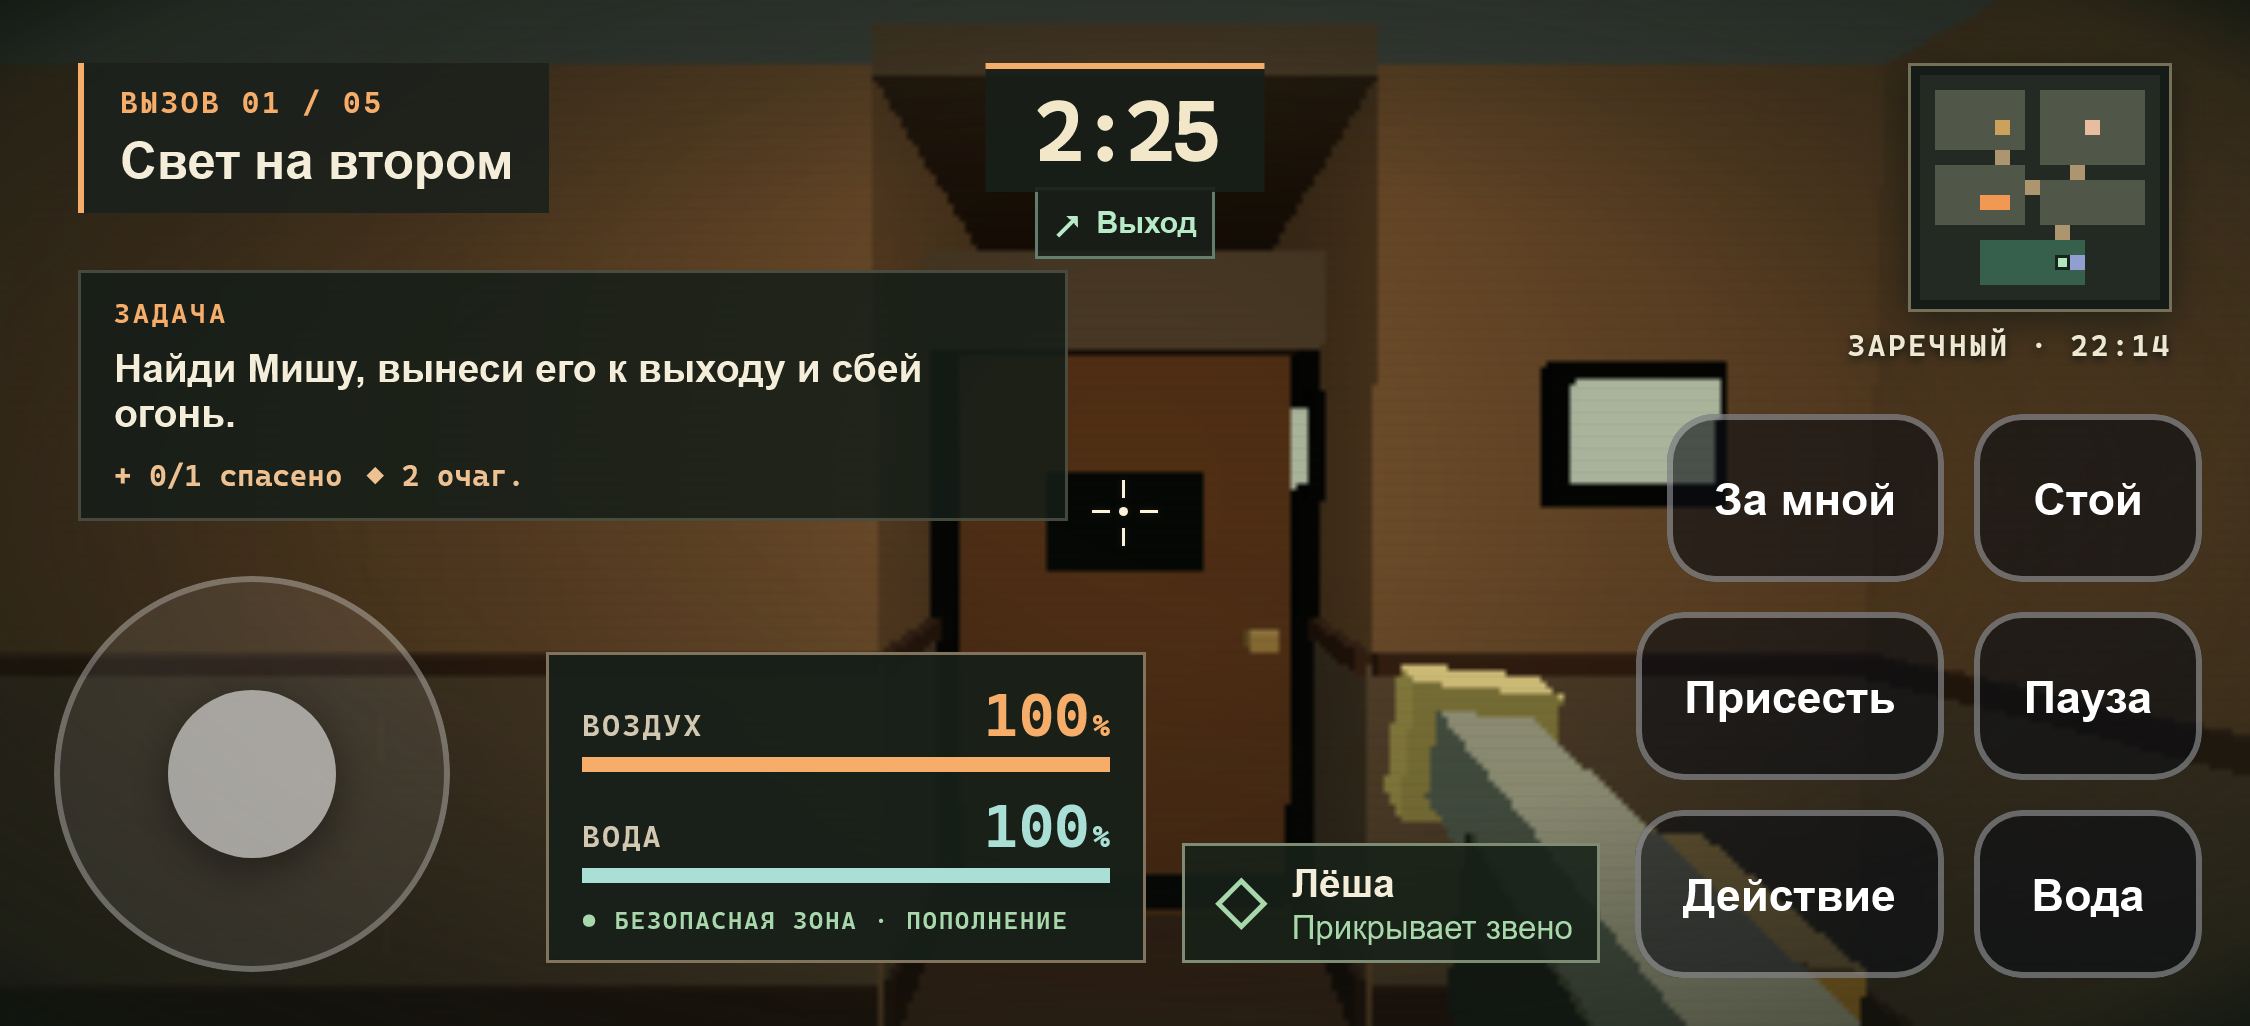 ВЫЗОВ 01 / 05
Свет на втором
2:25
↗ Выход
ЗАДАЧА
Найди Мишу, вынеси его к выходу и сбей
огонь.
+ 0/1 спасено ◆ 2 очаг.
ЗАРЕЧНЫЙ · 22:14
За мной
Стой
Присесть
Пауза
Действие
Вода
ВОЗДУХ 100%
ВОДА 100%
● БЕЗОПАСНАЯ ЗОНА · ПОПОЛНЕНИЕ
Лёша
Прикрывает звено